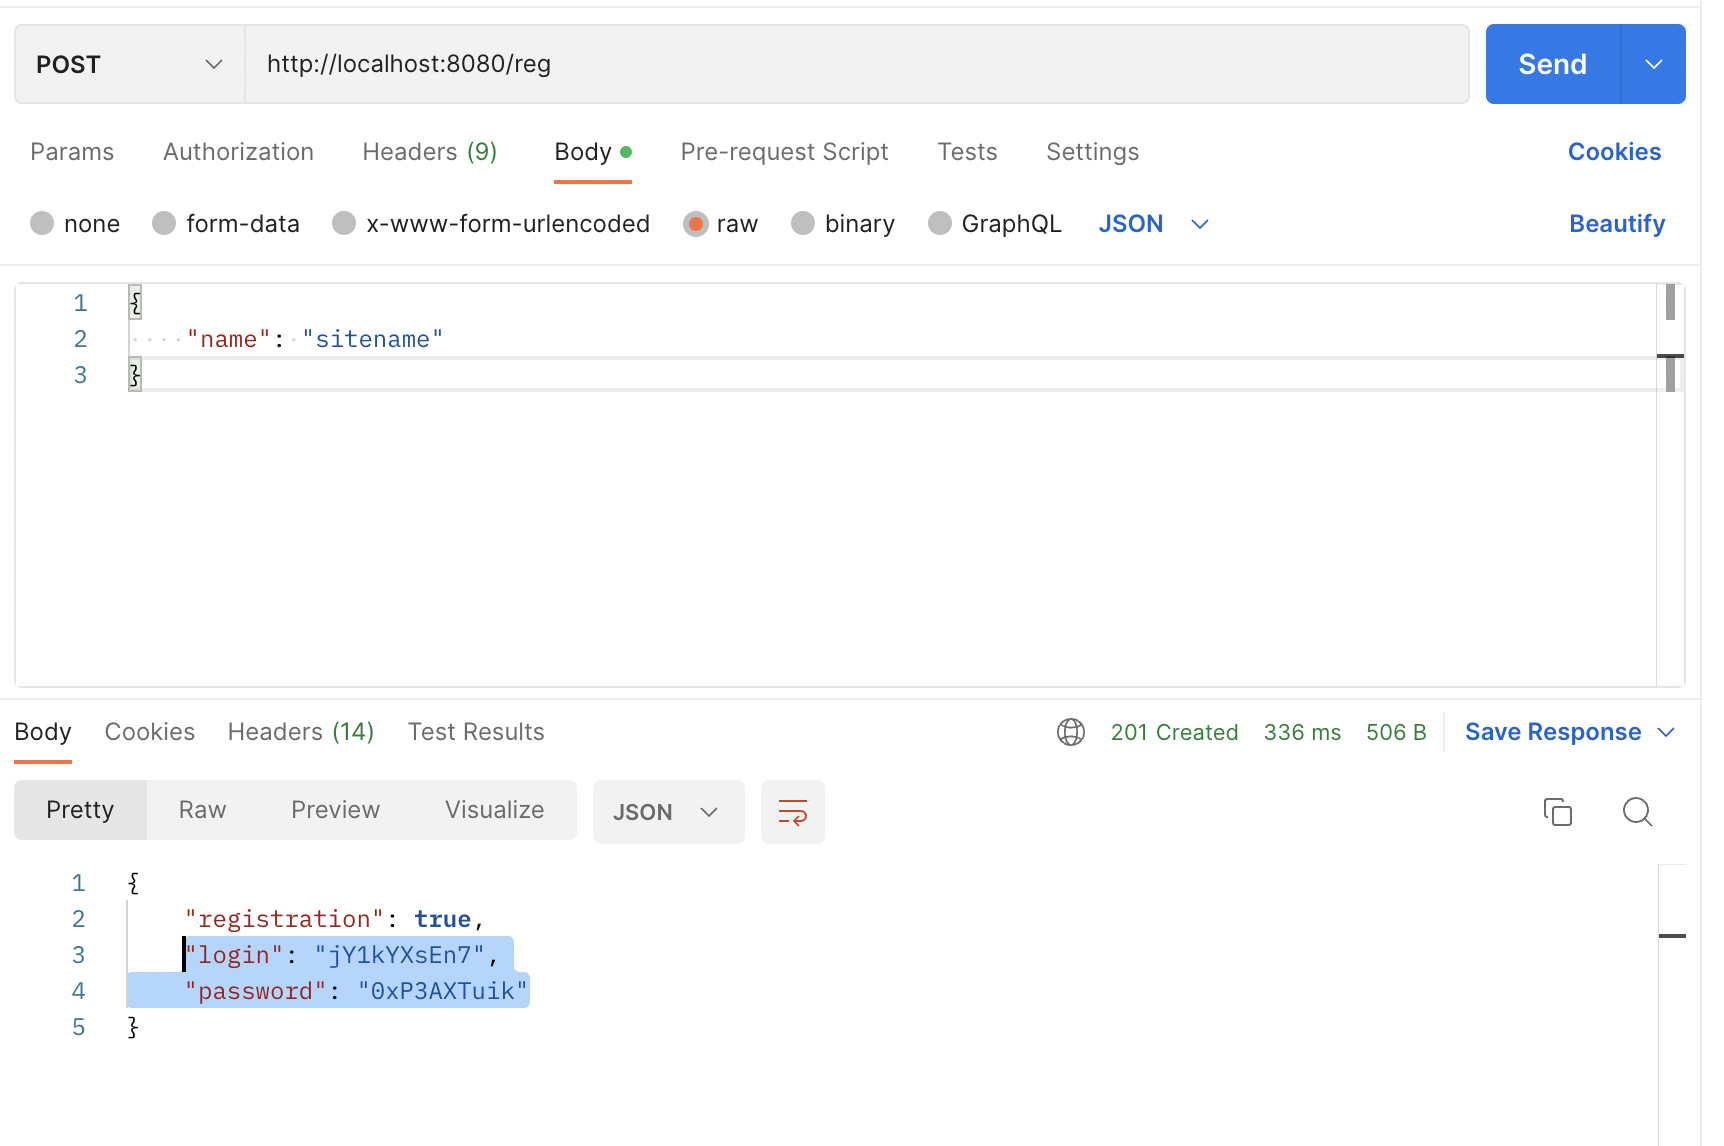 POST http://localhost:8080/reg Send
Params Authorization Headers (9) Body Pre-request Script Tests Settings Cookies
none form-data x-www-form-urlencoded raw binary GraphQL JSON Beautify
1 {
2 "name": "sitename"
3 }
Body Cookies Headers (14) Test Results 201 Created 336 ms 506 B Save Response
Pretty Raw Preview Visualize JSON
1 {
2 "registration": true,
3 "login": "jY1kYXsEn7",
4 "password": "0xP3AXTuik"
5 }